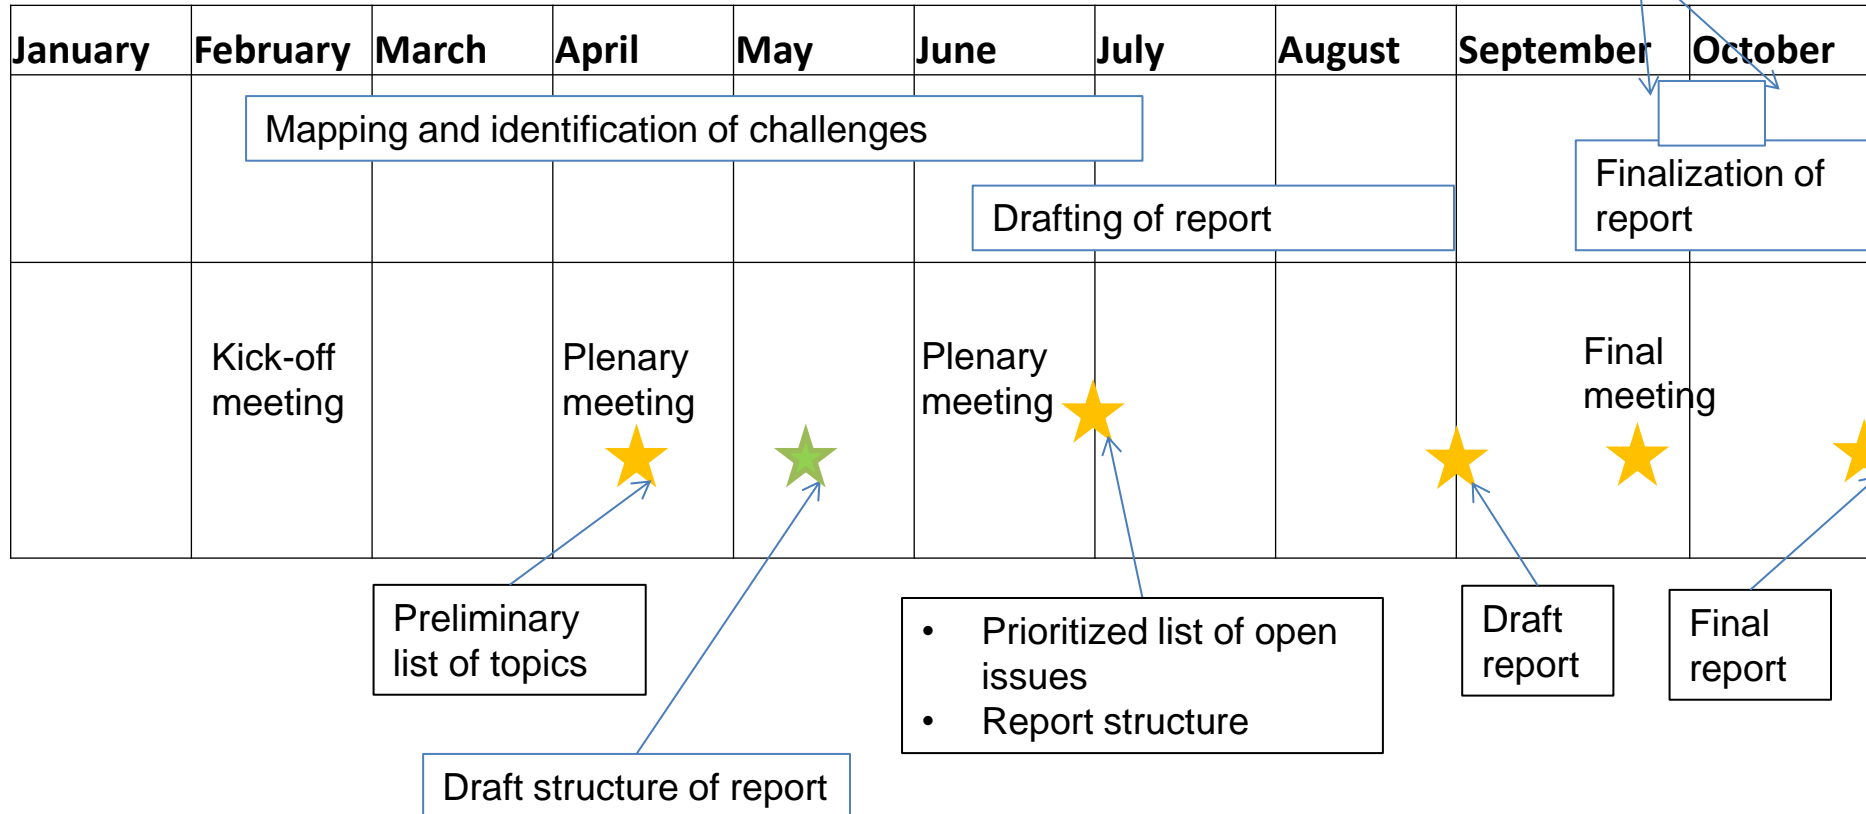 January February March April May June July August September October
Mapping and identification of challenges
Finalization of
report
Drafting of report
Kick-off
meeting
Plenary
meeting
Plenary
meeting
Final
meeting
Preliminary
list of topics
• Prioritized list of open
issues
• Report structure
Draft
report
Final
report
Draft structure of report